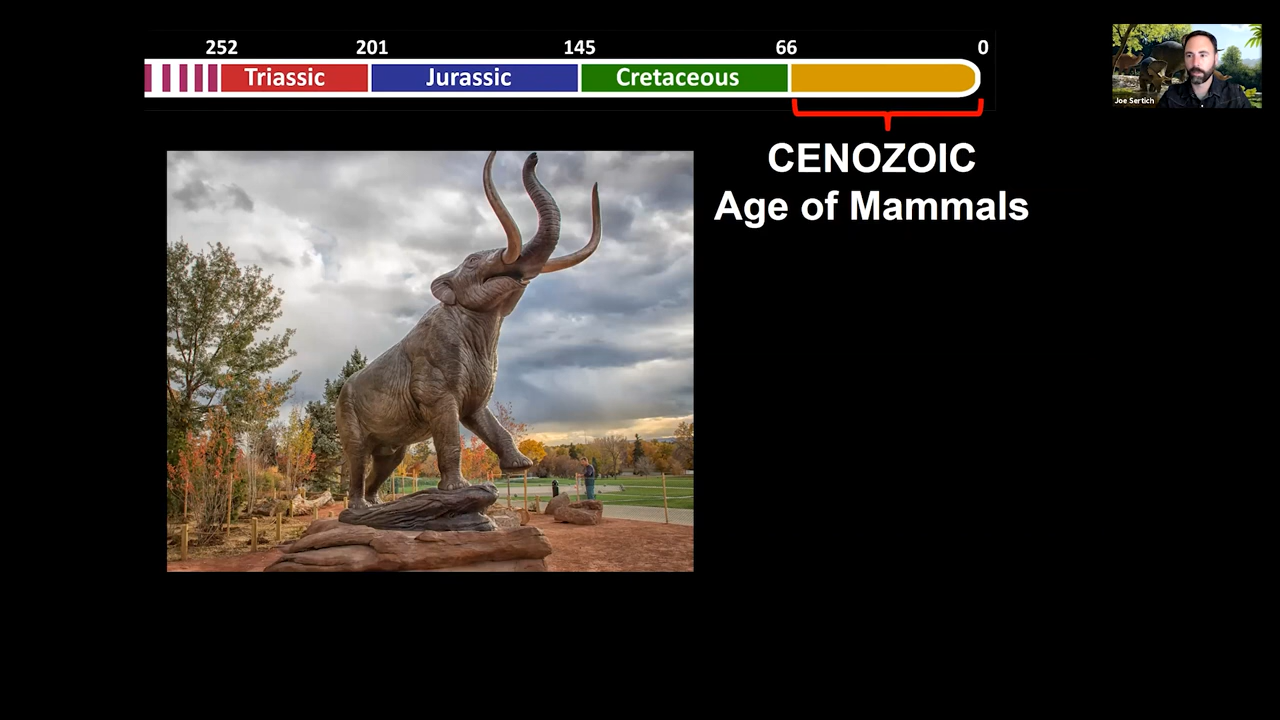 252 201 145 66 0
Triassic Jurassic Cretaceous
CENOZOIC
Age of Mammals
Joe Sertich